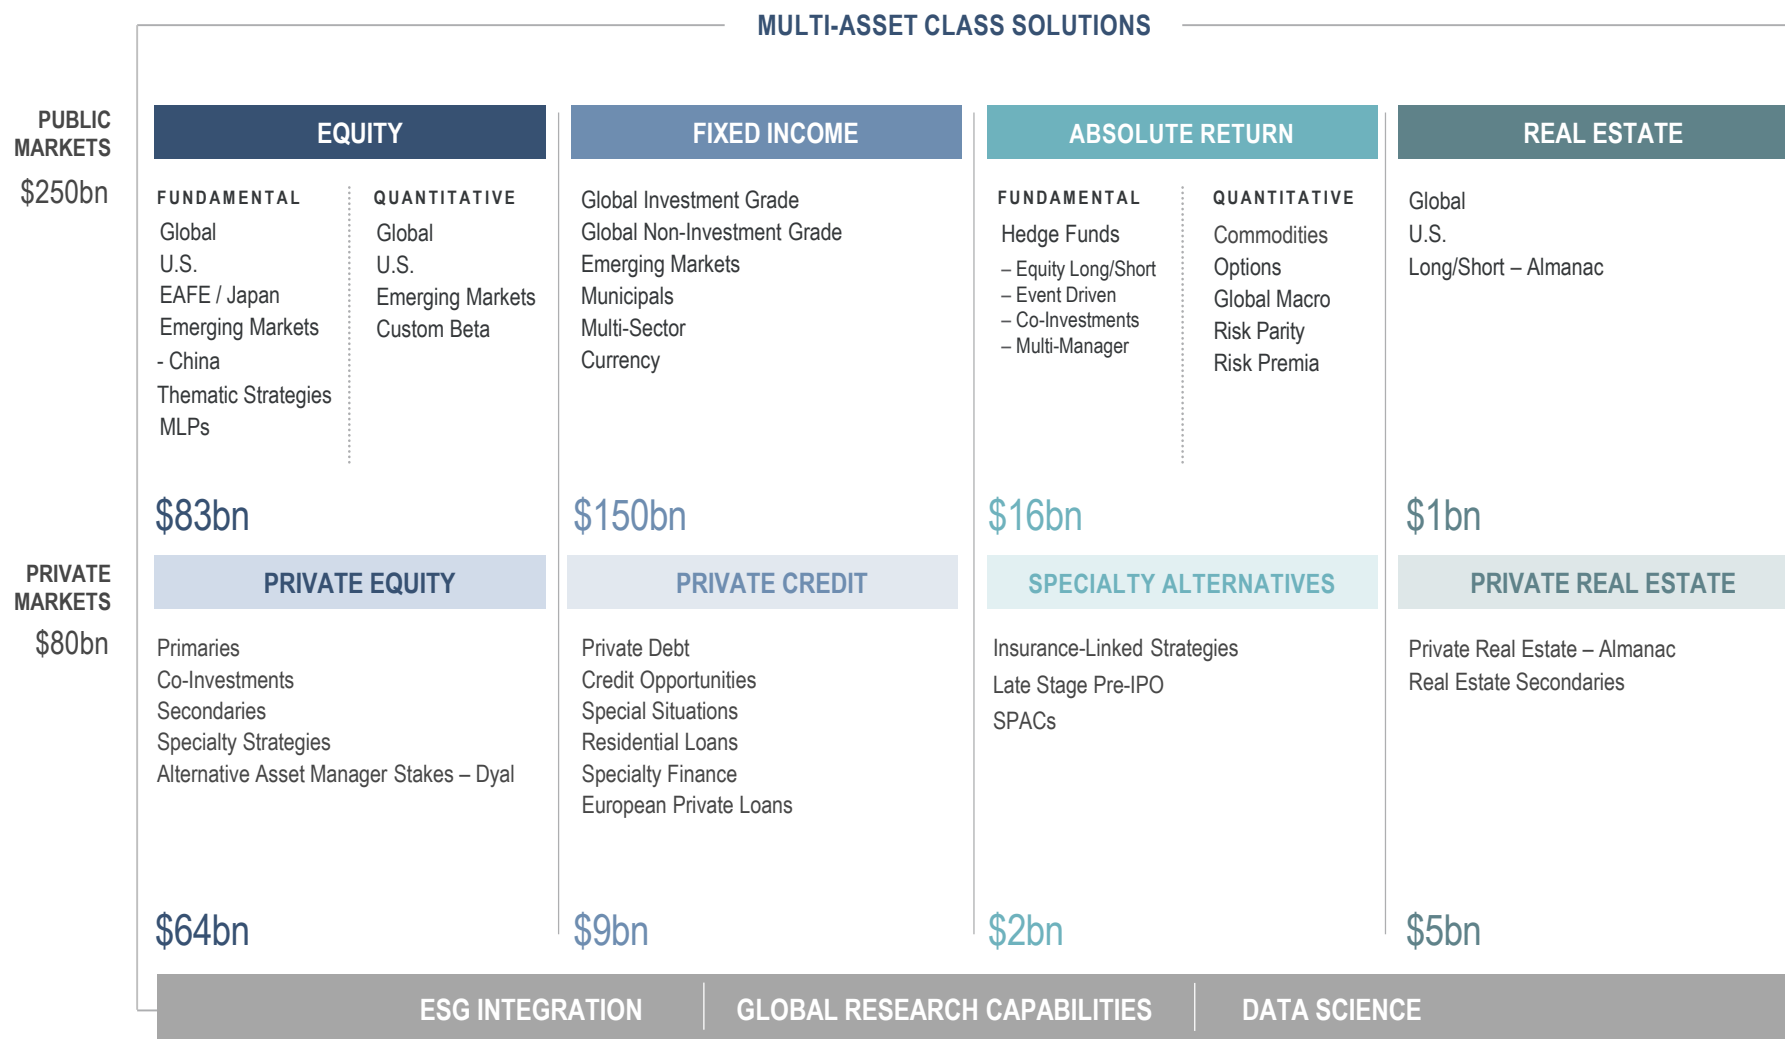 MULTI-ASSET CLASS SOLUTIONS
PUBLIC
MARKETS
$250bn
EQUITY
FUNDAMENTAL
Global
U.S.
EAFE / Japan
Emerging Markets
- China
Thematic Strategies
MLPs
QUANTITATIVE
Global
U.S.
Emerging Markets
Custom Beta
$83bn
FIXED INCOME
Global Investment Grade
Global Non-Investment Grade
Emerging Markets
Municipals
Multi-Sector
Currency
$150bn
ABSOLUTE RETURN
FUNDAMENTAL
Hedge Funds
– Equity Long/Short
– Event Driven
– Co-Investments
– Multi-Manager
QUANTITATIVE
Commodities
Options
Global Macro
Risk Parity
Risk Premia
$16bn
REAL ESTATE
Global
U.S.
Long/Short – Almanac
$1bn
PRIVATE
MARKETS
$80bn
PRIVATE EQUITY
Primaries
Co-Investments
Secondaries
Specialty Strategies
Alternative Asset Manager Stakes – Dyal
$64bn
PRIVATE CREDIT
Private Debt
Credit Opportunities
Special Situations
Residential Loans
Specialty Finance
European Private Loans
$9bn
SPECIALTY ALTERNATIVES
Insurance-Linked Strategies
Late Stage Pre-IPO
SPACs
$2bn
PRIVATE REAL ESTATE
Private Real Estate – Almanac
Real Estate Secondaries
$5bn
ESG INTEGRATION
GLOBAL RESEARCH CAPABILITIES
DATA SCIENCE